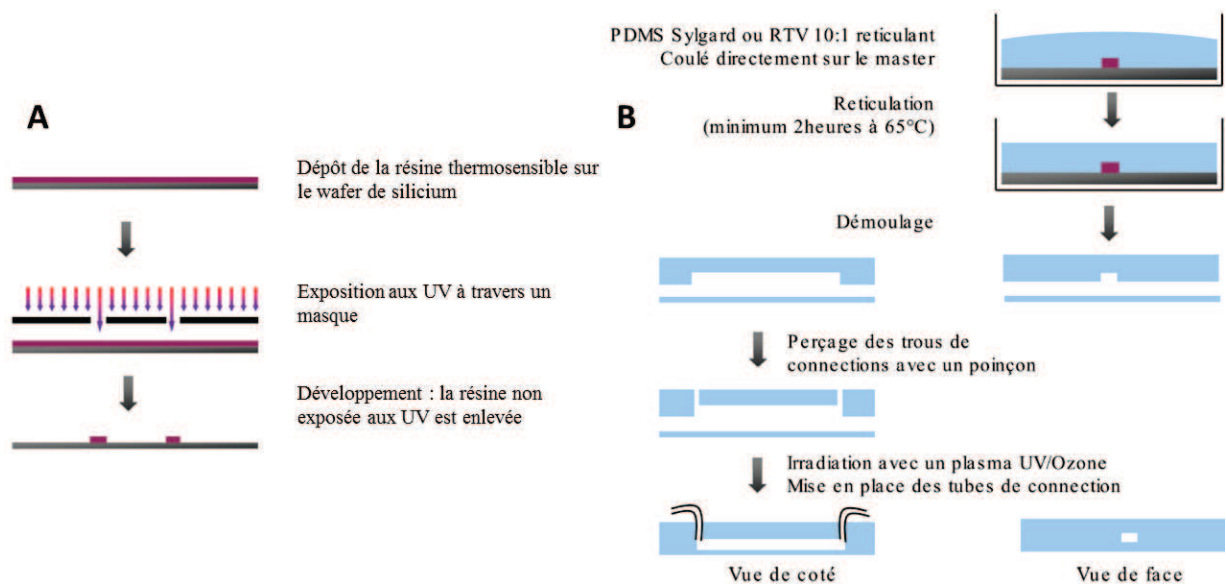 A
Dépôt de la résine thermosensible sur
le wafer de silicium
Exposition aux UV à travers un
masque
Développement : la résine non
exposée aux UV est enlevée
B
PDMS Sylgard ou RTV 10:1 reticulant
Coulé directement sur le master
Reticulation
(minimum 2heures à 65°C)
Démoulage
Perçage des trous de
connections avec un poinçon
Irradiation avec un plasma UV/Ozone
Mise en place des tubes de connection
Vue de coté
Vue de face